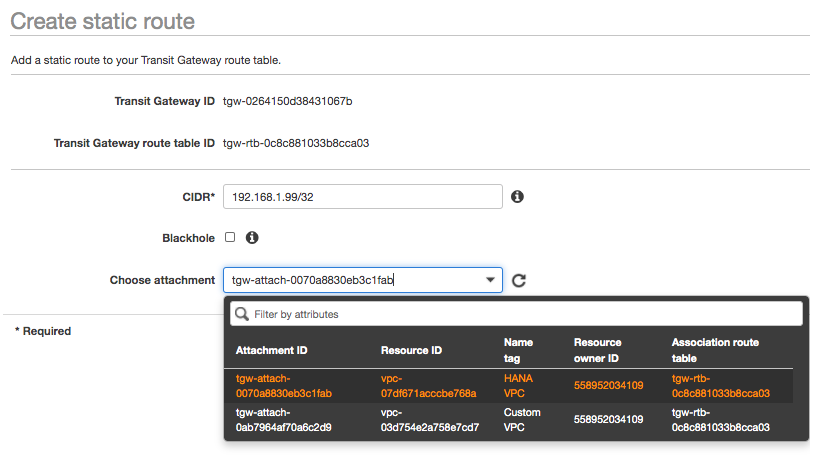 Create static route
Add a static route to your Transit Gateway route table.
Transit Gateway ID tgw-0264150d38431067b
Transit Gateway route table ID tgw-rtb-0c8c881033b8cca03
CIDR* 192.168.1.99/32
Blackhole
Choose attachment tgw-attach-0070a8830eb3c1fab
* Required
Filter by attributes
Attachment ID Resource ID Name tag Resource owner ID Association route table
tgw-attach-0070a8830eb3c1fab vpc-07df671acccbe768a HANA VPC 558952034109 tgw-rtb-0c8c881033b8cca03
tgw-attach-0ab7964af70a6c2d9 vpc-03d754e2a758e7cd7 Custom VPC 558952034109 tgw-rtb-0c8c881033b8cca03